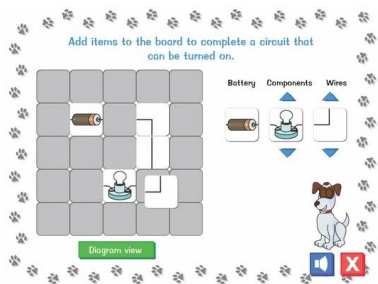 Add items to the board to complete a circuit that
can be turned on.
Battery Components Wires
Diagram view
X